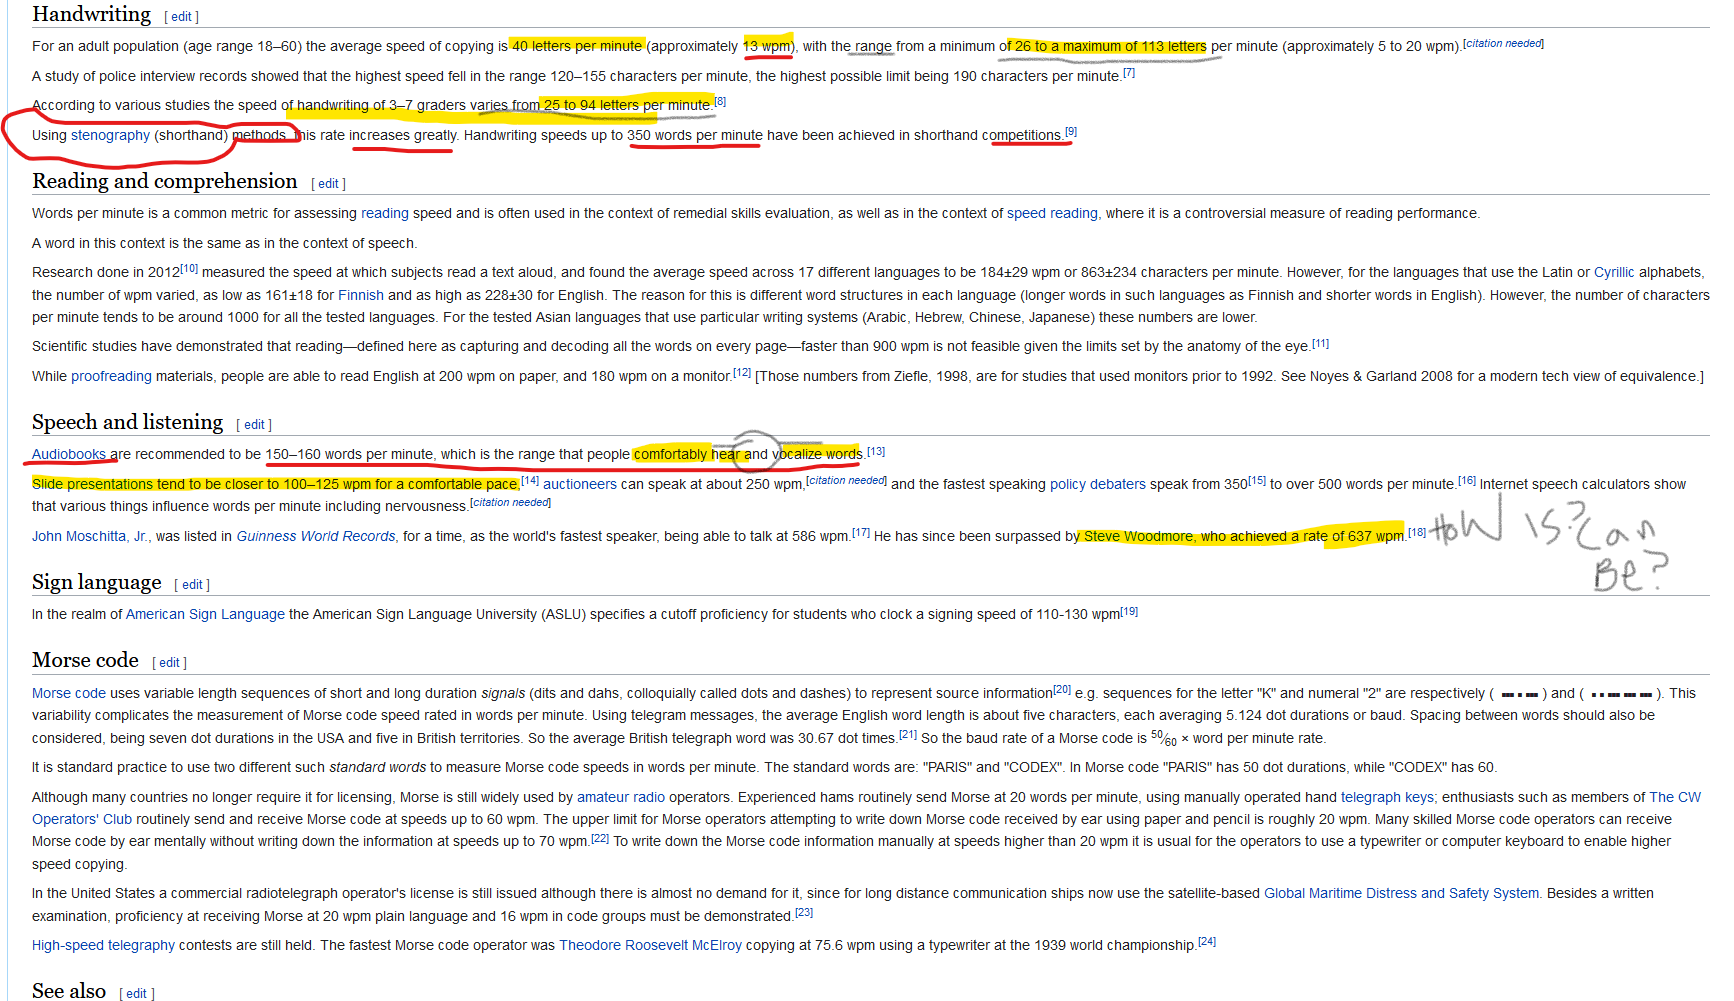 Handwriting [ edit ]
For an adult population (age range 18–60) the average speed of copying is 40 letters per minute (approximately 13 wpm), with the range from a minimum of 26 to a maximum of 113 letters per minute (approximately 5 to 20 wpm).[citation needed]
A study of police interview records showed that the highest speed fell in the range 120–155 characters per minute, the highest possible limit being 190 characters per minute.[7]
According to various studies the speed of handwriting of 3–7 graders varies from 25 to 94 letters per minute.[8]
Using stenography (shorthand) methods, this rate increases greatly. Handwriting speeds up to 350 words per minute have been achieved in shorthand competitions.[9]
Reading and comprehension [ edit ]
Words per minute is a common metric for assessing reading speed and is often used in the context of remedial skills evaluation, as well as in the context of speed reading, where it is a controversial measure of reading performance.
A word in this context is the same as in the context of speech.
Research done in 2012[10] measured the speed at which subjects read a text aloud, and found the average speed across 17 different languages to be 184±29 wpm or 863±234 characters per minute. However, for the languages that use the Latin or Cyrillic alphabets,
the number of wpm varied, as low as 161±18 for Finnish and as high as 228±30 for English. The reason for this is different word structures in each language (longer words in such languages as Finnish and shorter words in English). However, the number of characters
per minute tends to be around 1000 for all the tested languages. For the tested Asian languages that use particular writing systems (Arabic, Hebrew, Chinese, Japanese) these numbers are lower.
Scientific studies have demonstrated that reading—defined here as capturing and decoding all the words on every page—faster than 900 wpm is not feasible given the limits set by the anatomy of the eye.[11]
While proofreading materials, people are able to read English at 200 wpm on paper, and 180 wpm on a monitor.[12] [Those numbers from Ziefle, 1998, are for studies that used monitors prior to 1992. See Noyes & Garland 2008 for a modern tech view of equivalence.]
Speech and listening [ edit ]
Audiobooks are recommended to be 150–160 words per minute, which is the range that people comfortably hear and vocalize words.[13]
Slide presentations tend to be closer to 100–125 wpm for a comfortable pace,[14] auctioneers can speak at about 250 wpm,[citation needed] and the fastest speaking policy debaters speak from 350[15] to over 500 words per minute.[16] Internet speech calculators show
that various things influence words per minute including nervousness.[citation needed]
John Moschitta, Jr., was listed in Guinness World Records, for a time, as the world's fastest speaker, being able to talk at 586 wpm.[17] He has since been surpassed by Steve Woodmore, who achieved a rate of 637 wpm.[18] HOW IS? Can
Be?
Sign language [ edit ]
In the realm of American Sign Language the American Sign Language University (ASLU) specifies a cutoff proficiency for students who clock a signing speed of 110-130 wpm[19]
Morse code [ edit ]
Morse code uses variable length sequences of short and long duration signals (dits and dahs, colloquially called dots and dashes) to represent source information[20] e.g. sequences for the letter "K" and numeral "2" are respectively ( ▄▄▄ ▄ ▄▄▄ ) and ( ▄ ▄ ▄▄▄ ▄▄▄ ▄▄▄ ). This
variability complicates the measurement of Morse code speed rated in words per minute. Using telegram messages, the average English word length is about five characters, each averaging 5.124 dot durations or baud. Spacing between words should also be
considered, being seven dot durations in the USA and five in British territories. So the average British telegraph word was 30.67 dot times.[21] So the baud rate of a Morse code is 50⁄60 × word per minute rate.
It is standard practice to use two different such standard words to measure Morse code speeds in words per minute. The standard words are: "PARIS" and "CODEX". In Morse code "PARIS" has 50 dot durations, while "CODEX" has 60.
Although many countries no longer require it for licensing, Morse is still widely used by amateur radio operators. Experienced hams routinely send Morse at 20 words per minute, using manually operated hand telegraph keys; enthusiasts such as members of The CW
Operators' Club routinely send and receive Morse code at speeds up to 60 wpm. The upper limit for Morse operators attempting to write down Morse code received by ear using paper and pencil is roughly 20 wpm. Many skilled Morse code operators can receive
Morse code by ear mentally without writing down the information at speeds up to 70 wpm.[22] To write down the Morse code information manually at speeds higher than 20 wpm it is usual for the operators to use a typewriter or computer keyboard to enable higher
speed copying.
In the United States a commercial radiotelegraph operator's license is still issued although there is almost no demand for it, since for long distance communication ships now use the satellite-based Global Maritime Distress and Safety System. Besides a written
examination, proficiency at receiving Morse at 20 wpm plain language and 16 wpm in code groups must be demonstrated.[23]
High-speed telegraphy contests are still held. The fastest Morse code operator was Theodore Roosevelt McElroy copying at 75.6 wpm using a typewriter at the 1939 world championship.[24]
See also [ edit ]